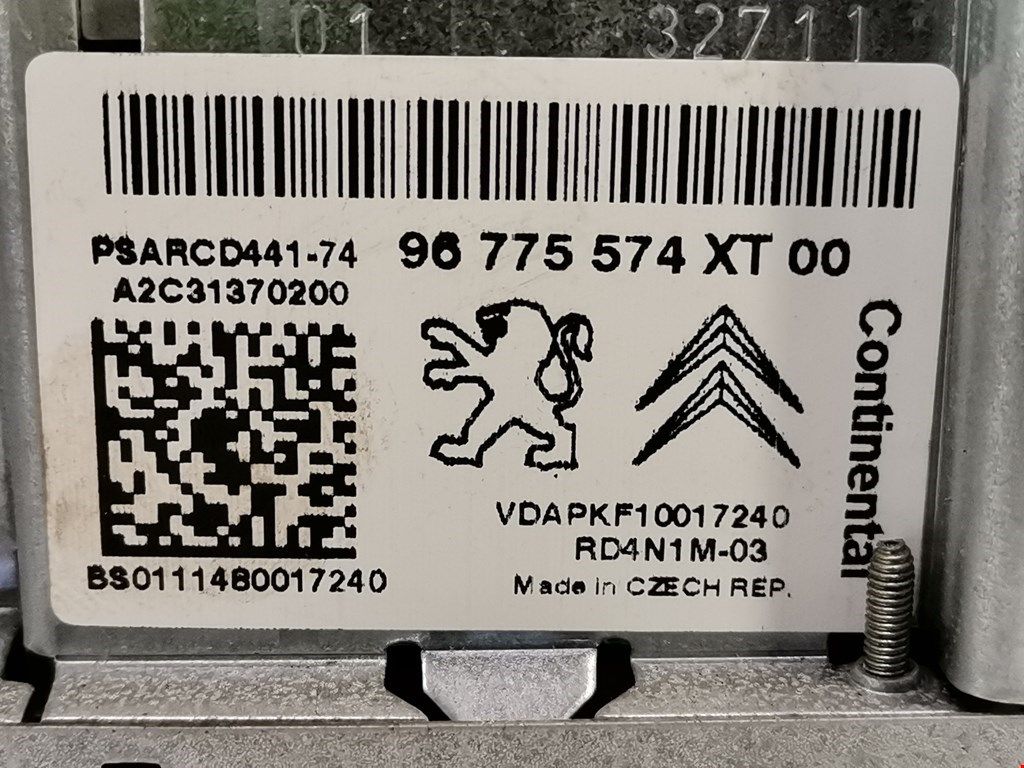 01 32711
PSARCD441-74
96 775 574 XT 00
A2C31370200
Continental
VDAPKF10017240
RD4N1M-03
BS0111480017240
Made in CZECH REP.